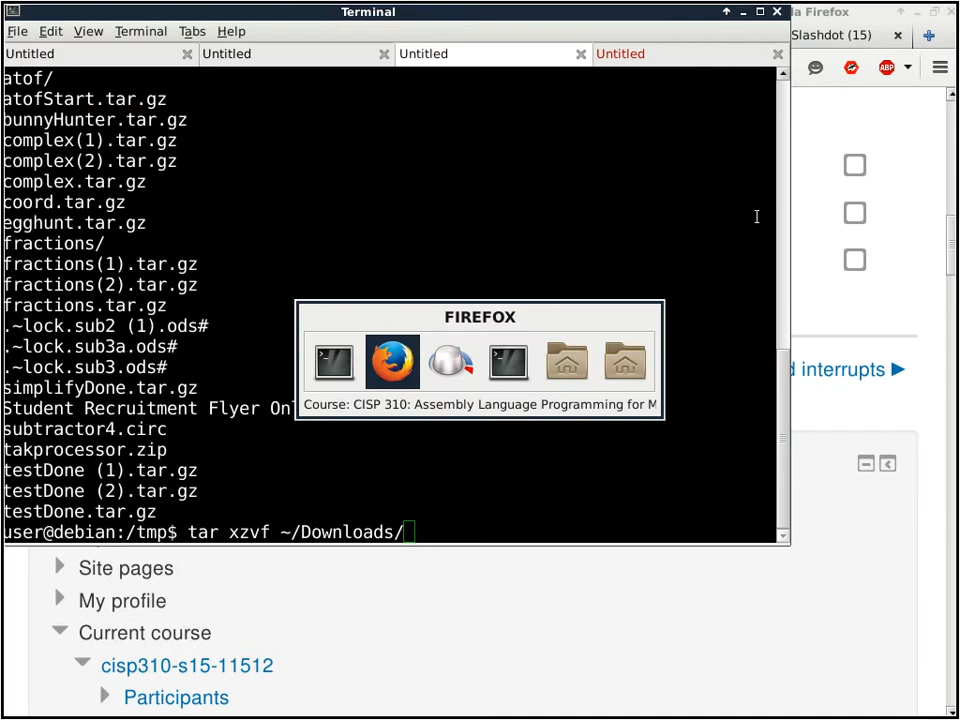 Terminal
la Firefox
File Edit View Terminal Tabs Help
Slashdot (15)
Untitled Untitled Untitled Untitled
ABP
atof/
atofStart.tar.gz
bunnyHunter.tar.gz
complex(1).tar.gz
complex(2).tar.gz
complex.tar.gz
coord.tar.gz
egghunt.tar.gz
fractions/
fractions(1).tar.gz
fractions(2).tar.gz
fractions.tar.gz
.~lock.sub2 (1).ods#
.~lock.sub3a.ods#
.~lock.sub3.ods#
simplifyDone.tar.gz
Student Recruitment Flyer Onl
subtractor4.circ
takprocessor.zip
testDone (1).tar.gz
testDone (2).tar.gz
testDone.tar.gz
user@debian:/tmp$ tar xzvf ~/Downloads/
FIREFOX
Course: CISP 310: Assembly Language Programming for M
d interrupts ▶
Site pages
My profile
Current course
cisp310-s15-11512
Participants